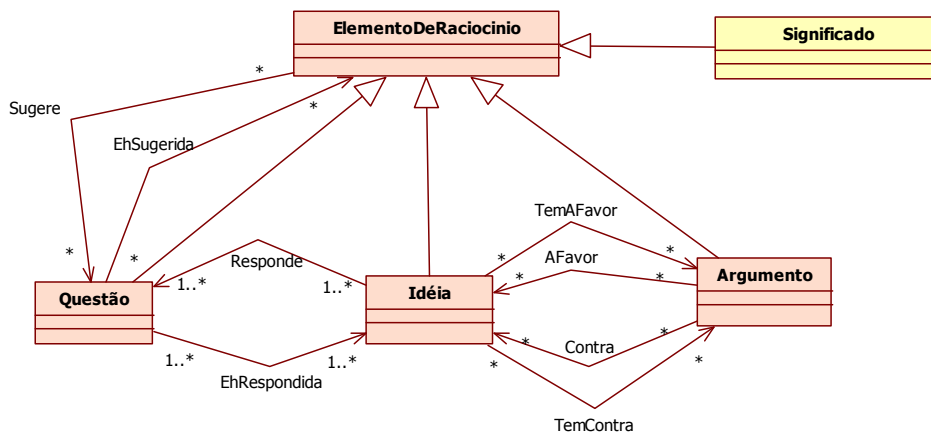 ElementoDeRaciocinio
Significado
*
Sugere
*
EhSugerida
TemAFavor
*
*
*
*
Responde
AFavor
*
*
*
1..*
1..*
Questão
Idéia
Argumento
1..*
1..*
EhRespondida
*
Contra
*
*
*
TemContra